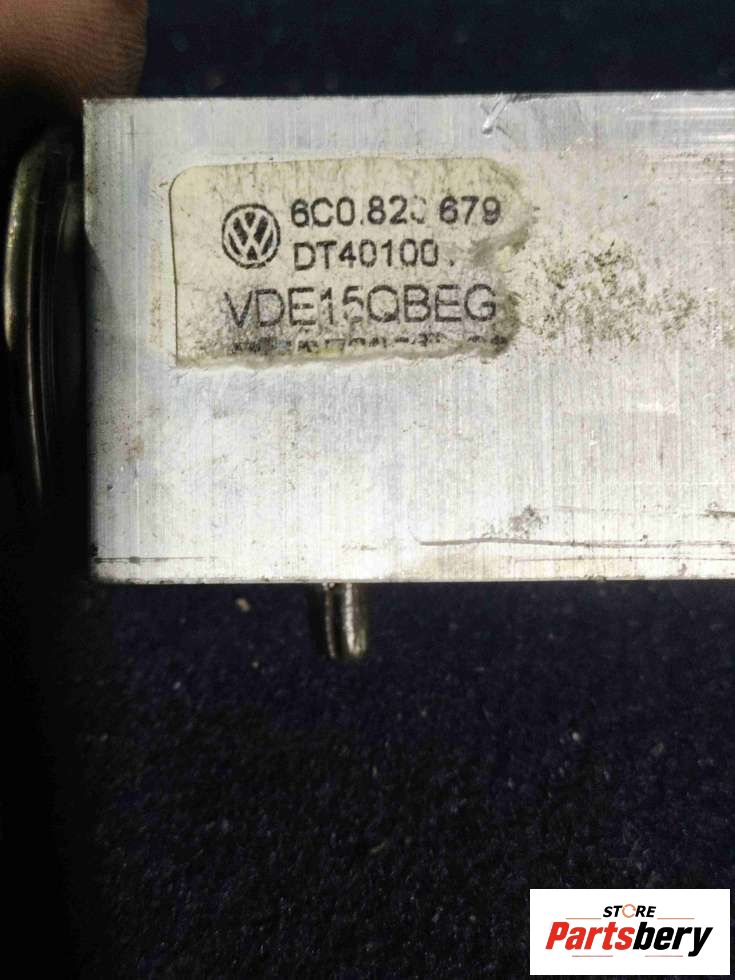 6C0.820 679
DT40100.
VDE15QBEG
STORE
Partsbery